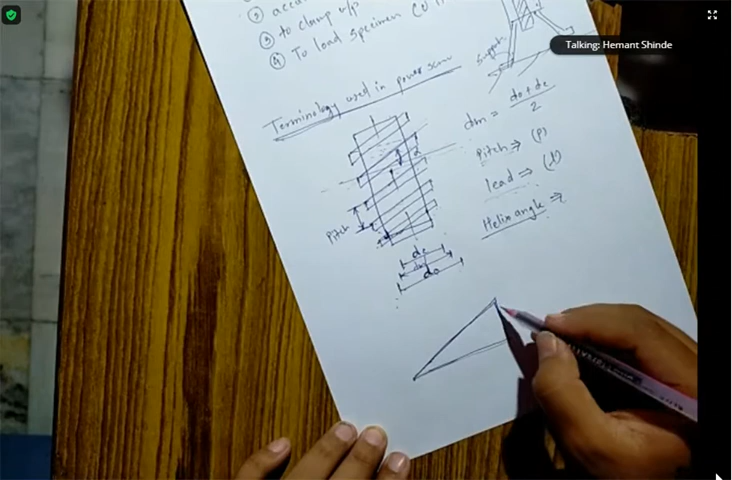 ③ to clamp w/p
④ To load specimen
support
Talking: Hemant Shinde
Terminology used in power screw
dm = do + dc / 2
pitch ⇒ (P)
lead ⇒ (l)
Helix angle ⇒
α
pitch
dc
dm
do